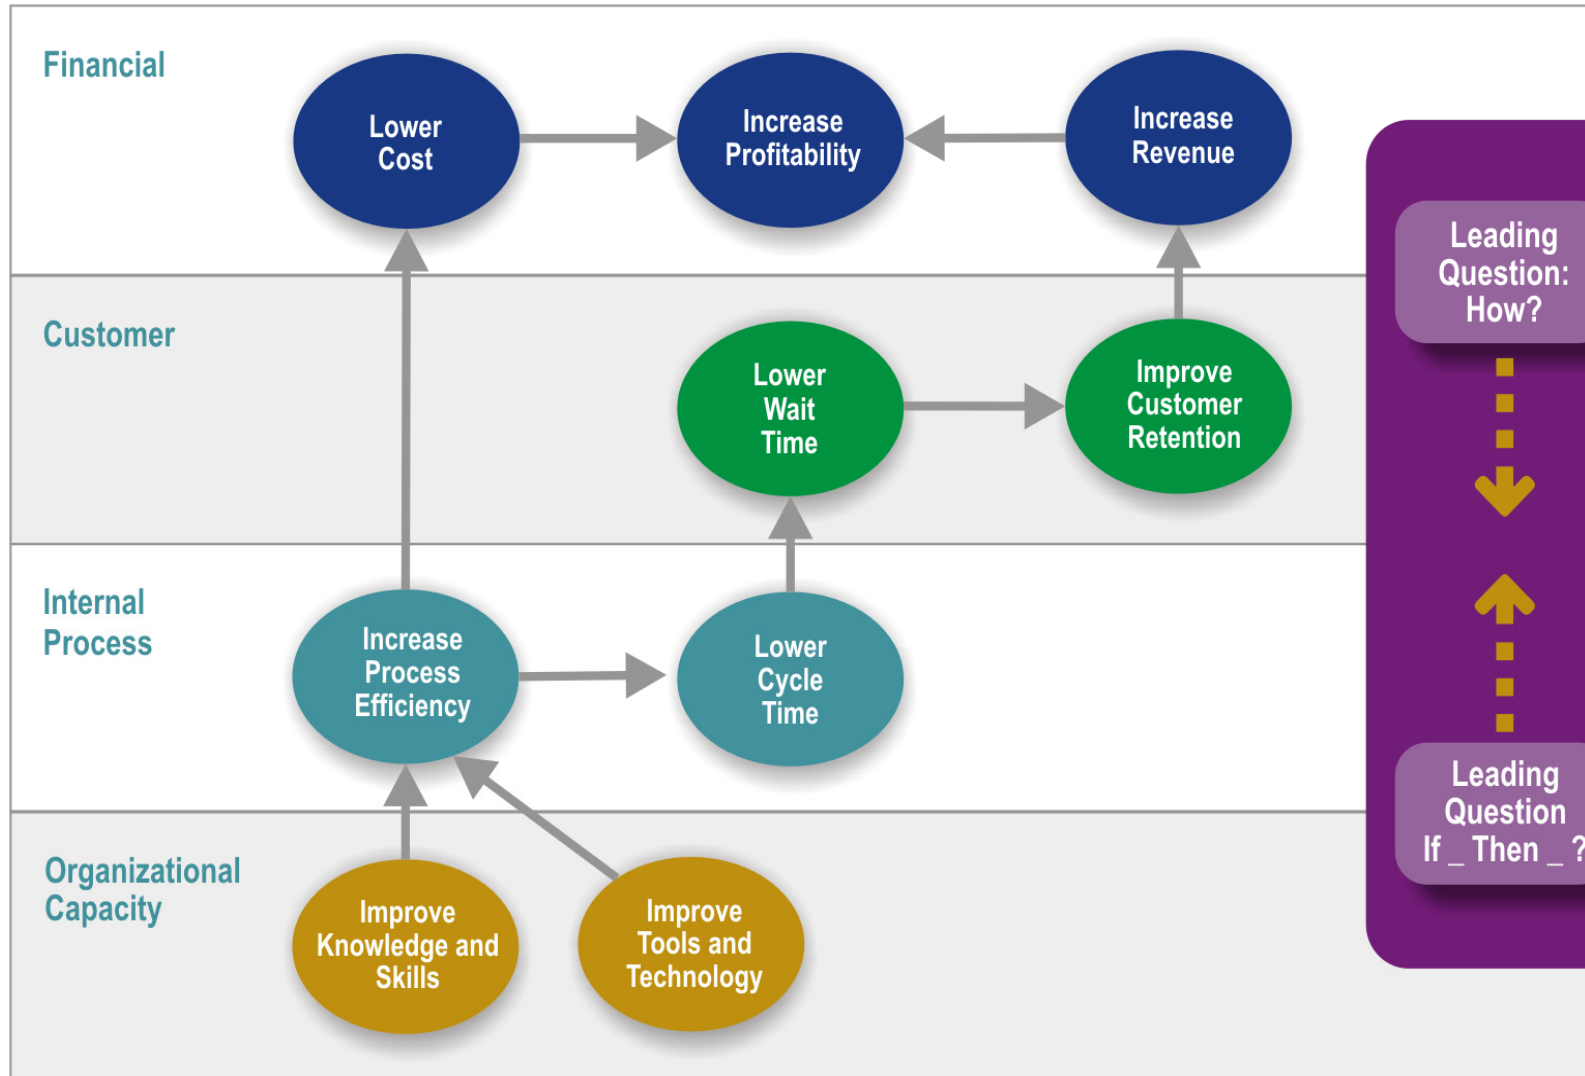 Financial
Lower
Cost
Increase
Profitability
Increase
Revenue
Leading
Question:
How?
Customer
Lower
Wait
Time
Improve
Customer
Retention
Internal
Process
Increase
Process
Efficiency
Lower
Cycle
Time
Leading
Question
If _ Then _ ?
Organizational
Capacity
Improve
Knowledge and
Skills
Improve
Tools and
Technology